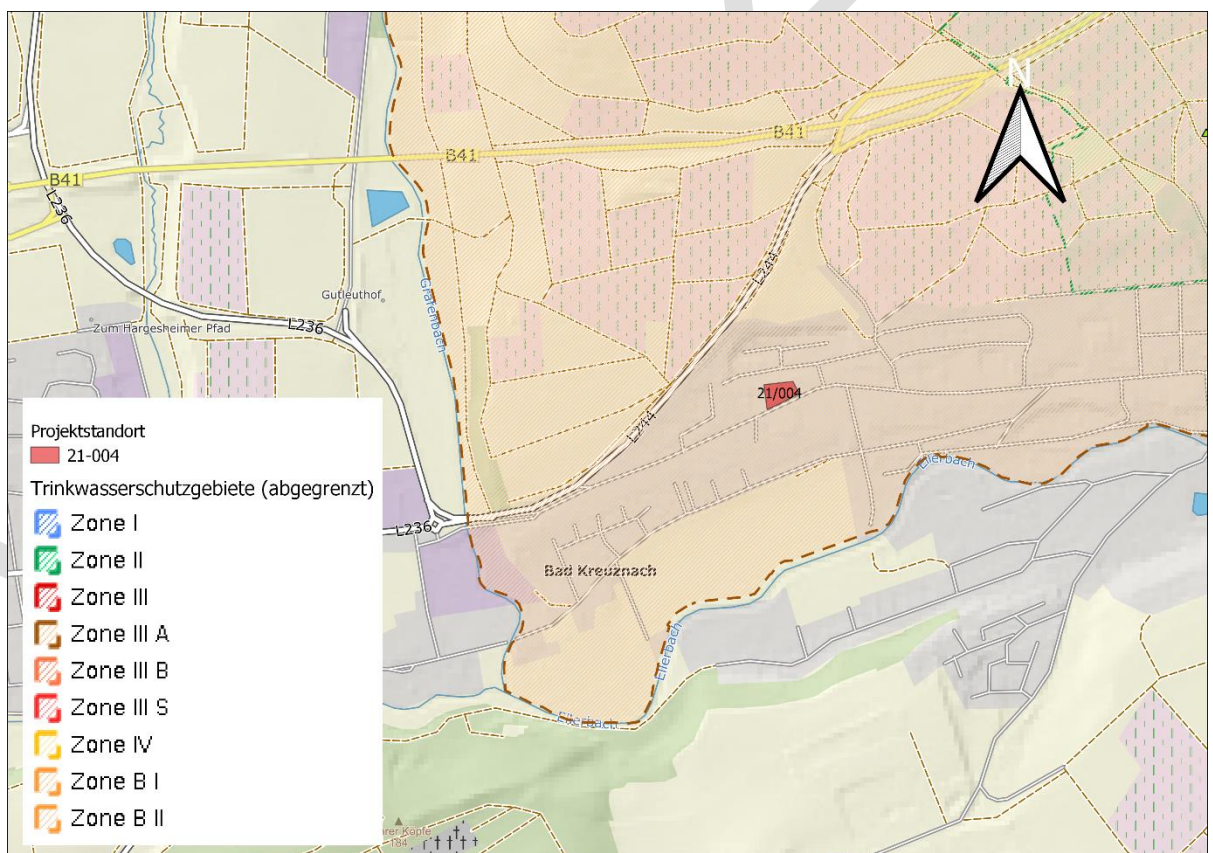 N
B41
B41
B41
L236
Grafenbach
L244
Gutleuthof
Zum Hargesheimer Pfad
L236
21/004
L244
Ellerbach
L236
Bad Kreuznach
Ellerbach
Ellerbach
184
Projektstandort
21-004
Trinkwasserschutzgebiete (abgegrenzt)
Zone I
Zone II
Zone III
Zone III A
Zone III B
Zone III S
Zone IV
Zone B I
Zone B II